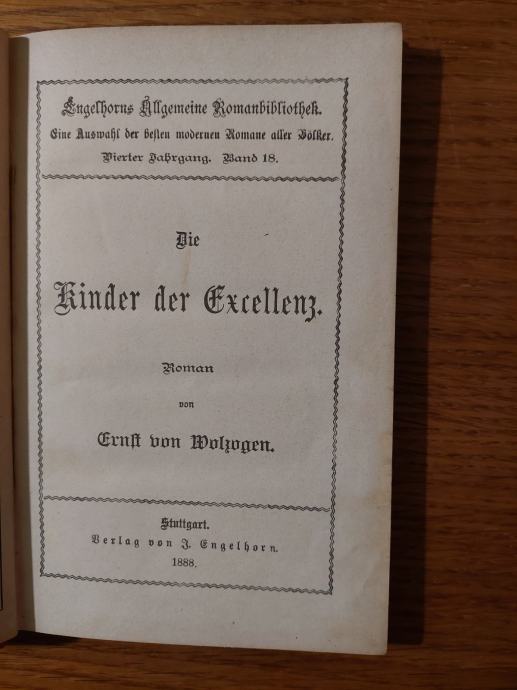 Engelhorns Allgemeine Romanbibliothek.
Eine Auswahl der besten modernen Romane aller Völker.
Vierter Jahrgang. Band 18.
Die
Kinder der Excellenz.
Roman
von
Ernst von Wolzogen.
Stuttgart.
Verlag von J. Engelhorn.
1888.